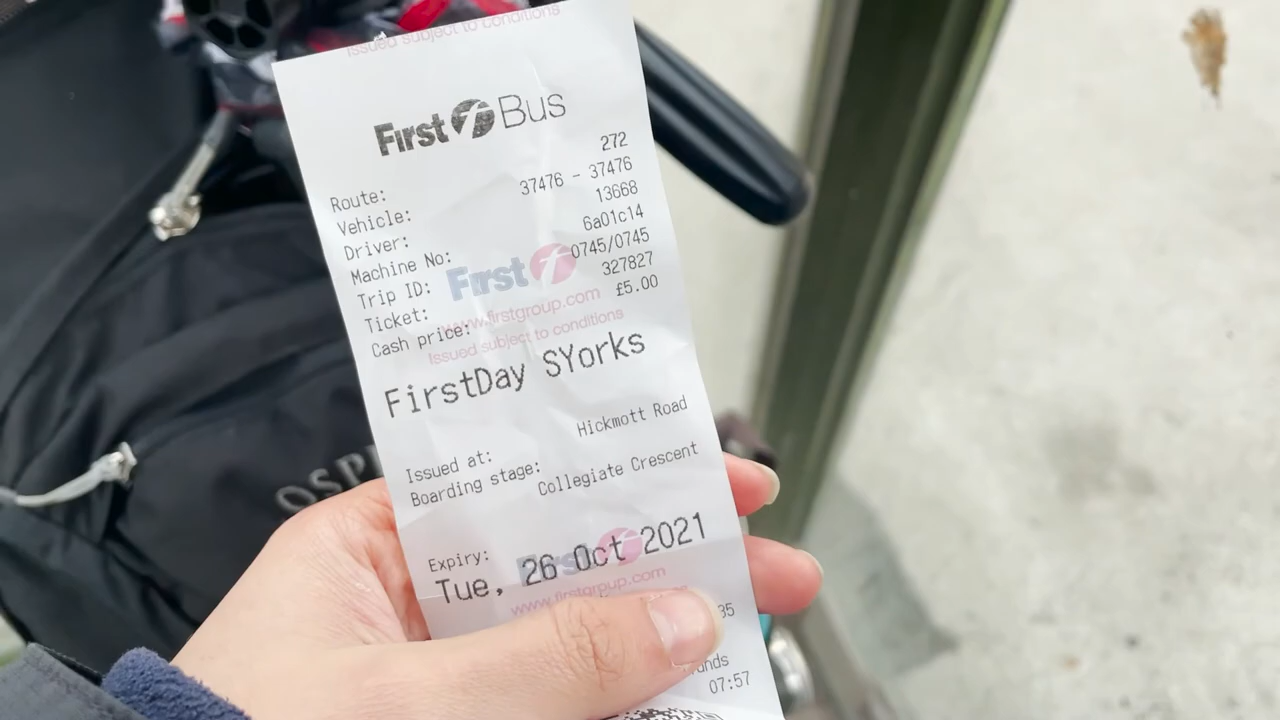 Issued subject to conditions
First Bus
Route: 272
Vehicle: 37476 - 37476
Driver: 13668
Machine No: 6a01c14
Trip ID: 0745/0745
Ticket: 327827
Cash price: £5.00
First
www.firstgroup.com
Issued subject to conditions
FirstDay SYorks
Issued at: Hickmott Road
Boarding stage: Collegiate Crescent
Expiry:
Tue, 26 Oct 2021
First
www.firstgroup.com
35
07:57